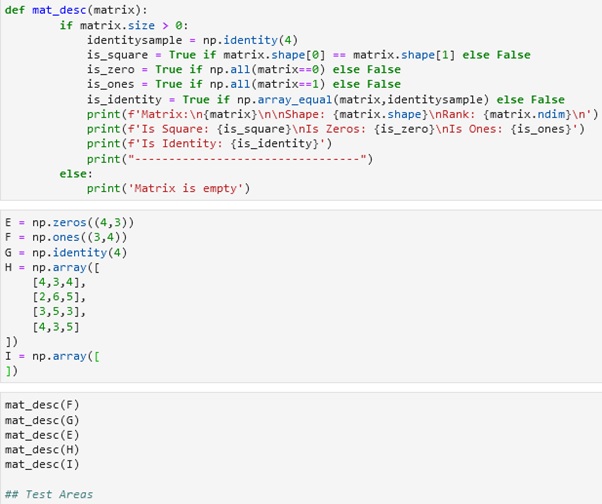 def mat_desc(matrix):
        if matrix.size > 0:
            identitysample = np.identity(4)
            is_square = True if matrix.shape[0] == matrix.shape[1] else False
            is_zero = True if np.all(matrix==0) else False
            is_ones = True if np.all(matrix==1) else False
            is_identity = True if np.array_equal(matrix,identitysample) else False
            print(f'Matrix:\n{matrix}\n\nShape: {matrix.shape}\nRank: {matrix.ndim}\n')
            print(f'Is Square: {is_square}\nIs Zeros: {is_zero}\nIs Ones: {is_ones}')
            print(f'Is Identity: {is_identity}')
            print("---------------------------------")
        else:
            print('Matrix is empty')
E = np.zeros((4,3))
F = np.ones((3,4))
G = np.identity(4)
H = np.array([
    [4,3,4],
    [2,6,5],
    [3,5,3],
    [4,3,5]
])
I = np.array([
])
mat_desc(F)
mat_desc(G)
mat_desc(E)
mat_desc(H)
mat_desc(I)
## Test Areas